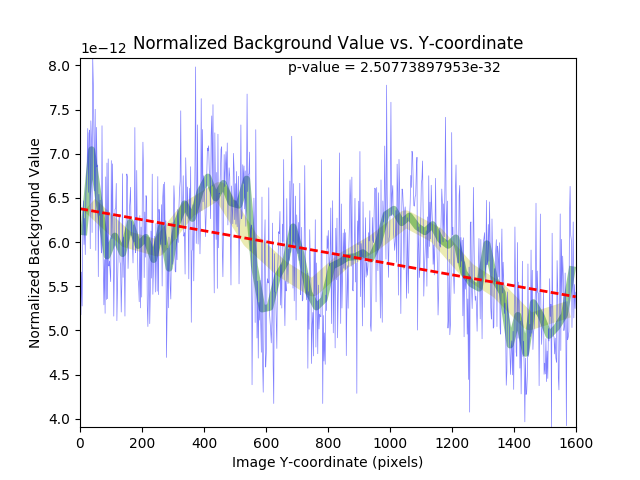 1e−12 Normalized Background Value vs. Y-coordinate
p-value = 2.50773897953e-32
8.0
7.5
7.0
6.5
6.0
5.5
5.0
4.5
4.0
Normalized Background Value
0 200 400 600 800 1000 1200 1400 1600
Image Y-coordinate (pixels)